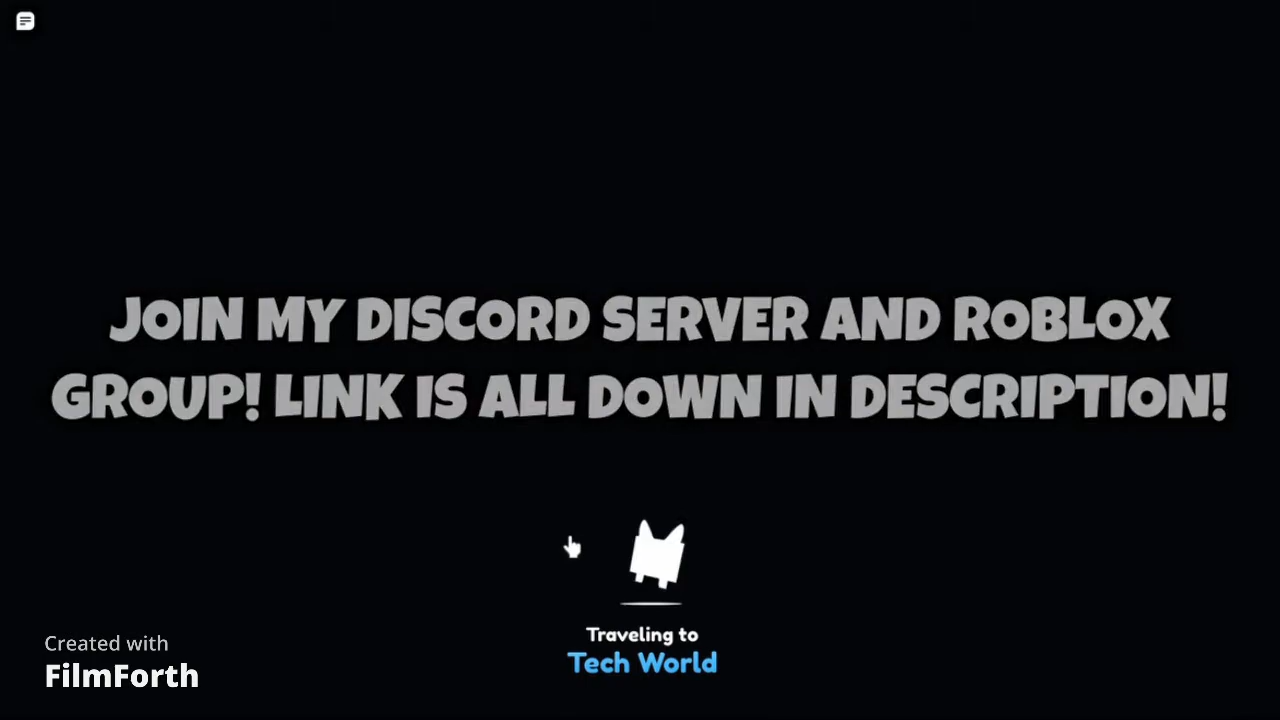 JOIN MY DISCORD SERVER AND ROBLOX
GROUP! LINK IS ALL DOWN IN DESCRIPTION!
Traveling to
Tech World
Created with
FilmForth